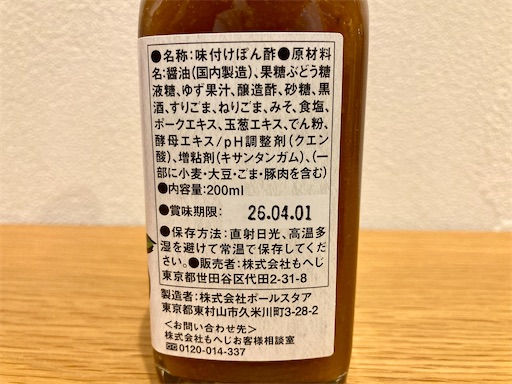 ●名称:味付けぽん酢●原材料
名:醤油(国内製造)、果糖ぶどう糖
液糖、ゆず果汁、醸造酢、砂糖、黒
酒、すりごま、ねりごま、みそ、食塩、
ポークエキス、玉葱エキス、でん粉、
酵母エキス/pH調整剤(クエン
酸)、増粘剤(キサンタンガム)、(一
部に小麦・大豆・ごま・豚肉を含む)
●内容量:200ml
●賞味期限: 26.04.01
●保存方法:直射日光、高温多
湿を避けて常温で保存してくだ
さい。●販売者:株式会社もへじ
東京都世田谷区代田2-31-8
製造者:株式会社ポールスタア
東京都東村山市久米川町3-28-2
<お問い合わせ先>
株式会社もへじお客様相談室
0120-014-337